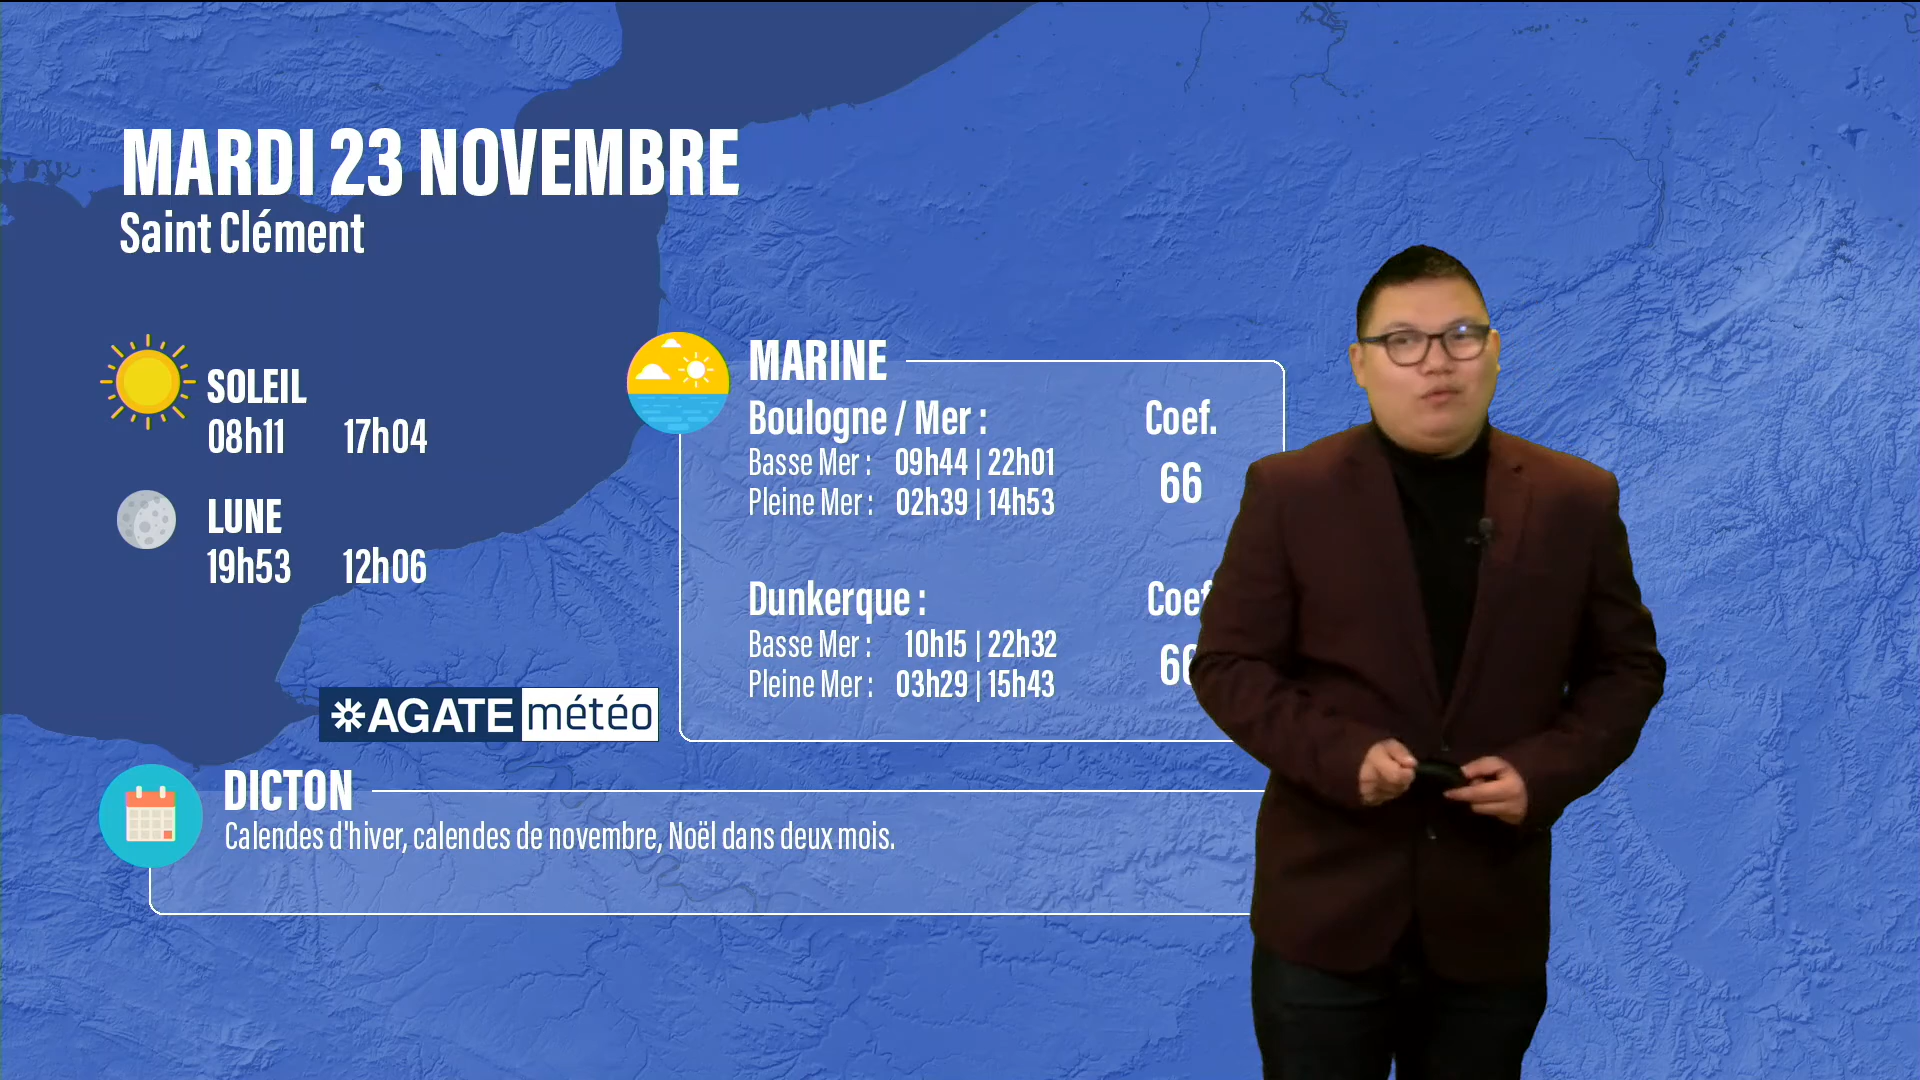 MARDI 23 NOVEMBRE
Saint Clément
SOLEIL
08h11 17h04
LUNE
19h53 12h06
MARINE
Boulogne / Mer : Coef.
Basse Mer : 09h44 | 22h01
66
Pleine Mer : 02h39 | 14h53
Dunkerque : Coef
Basse Mer : 10h15 | 22h32
66
Pleine Mer : 03h29 | 15h43
AGATE météo
DICTON
Calendes d'hiver, calendes de novembre, Noël dans deux mois.